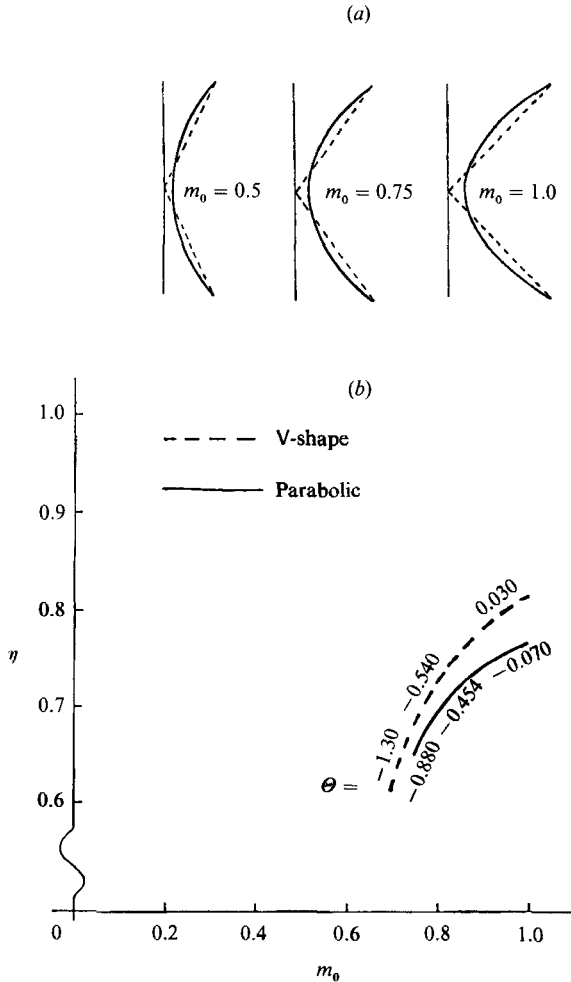 (a)
m₀ = 0.5
m₀ = 0.75
m₀ = 1.0
(b)
1.0
V-shape
Parabolic
0.9
0.8
0.030
η
-0.540
-0.070
0.7
-0.454
-1.30
-0.880
Θ =
0.6
0
0.2
0.4
0.6
0.8
1.0
m₀